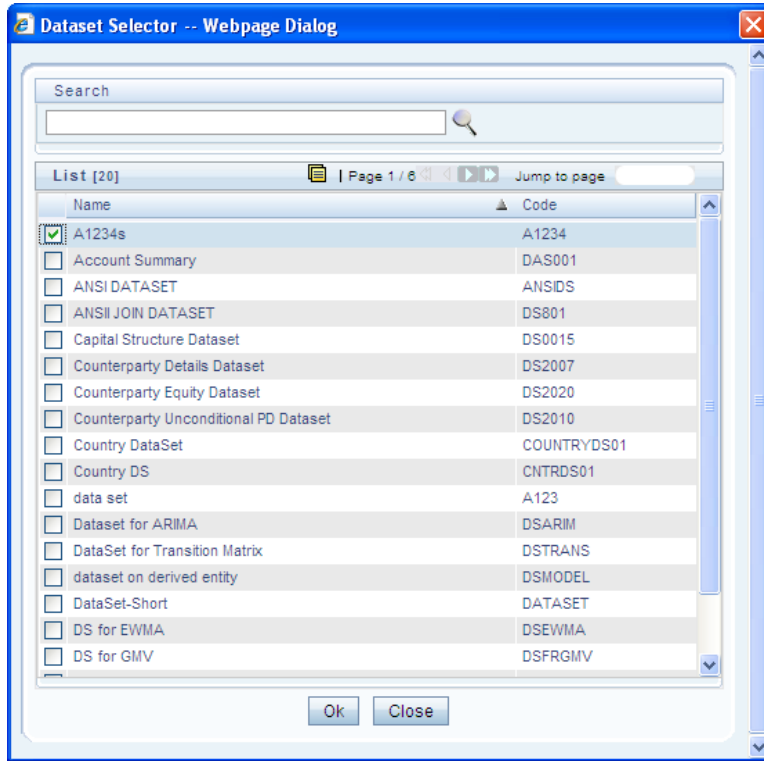 Dataset Selector -- Webpage Dialog
Search
List [20] | Page 1 / 6 Jump to page
Name Code
A1234s A1234
Account Summary DAS001
ANSI DATASET ANSIDS
ANSII JOIN DATASET DS801
Capital Structure Dataset DS0015
Counterparty Details Dataset DS2007
Counterparty Equity Dataset DS2020
Counterparty Unconditional PD Dataset DS2010
Country DataSet COUNTRYDS01
Country DS CNTRDS01
data set A123
Dataset for ARIMA DSARIM
DataSet for Transition Matrix DSTRANS
dataset on derived entity DSMODEL
DataSet-Short DATASET
DS for EWMA DSEWMA
DS for GMV DSFRGMV
Ok Close